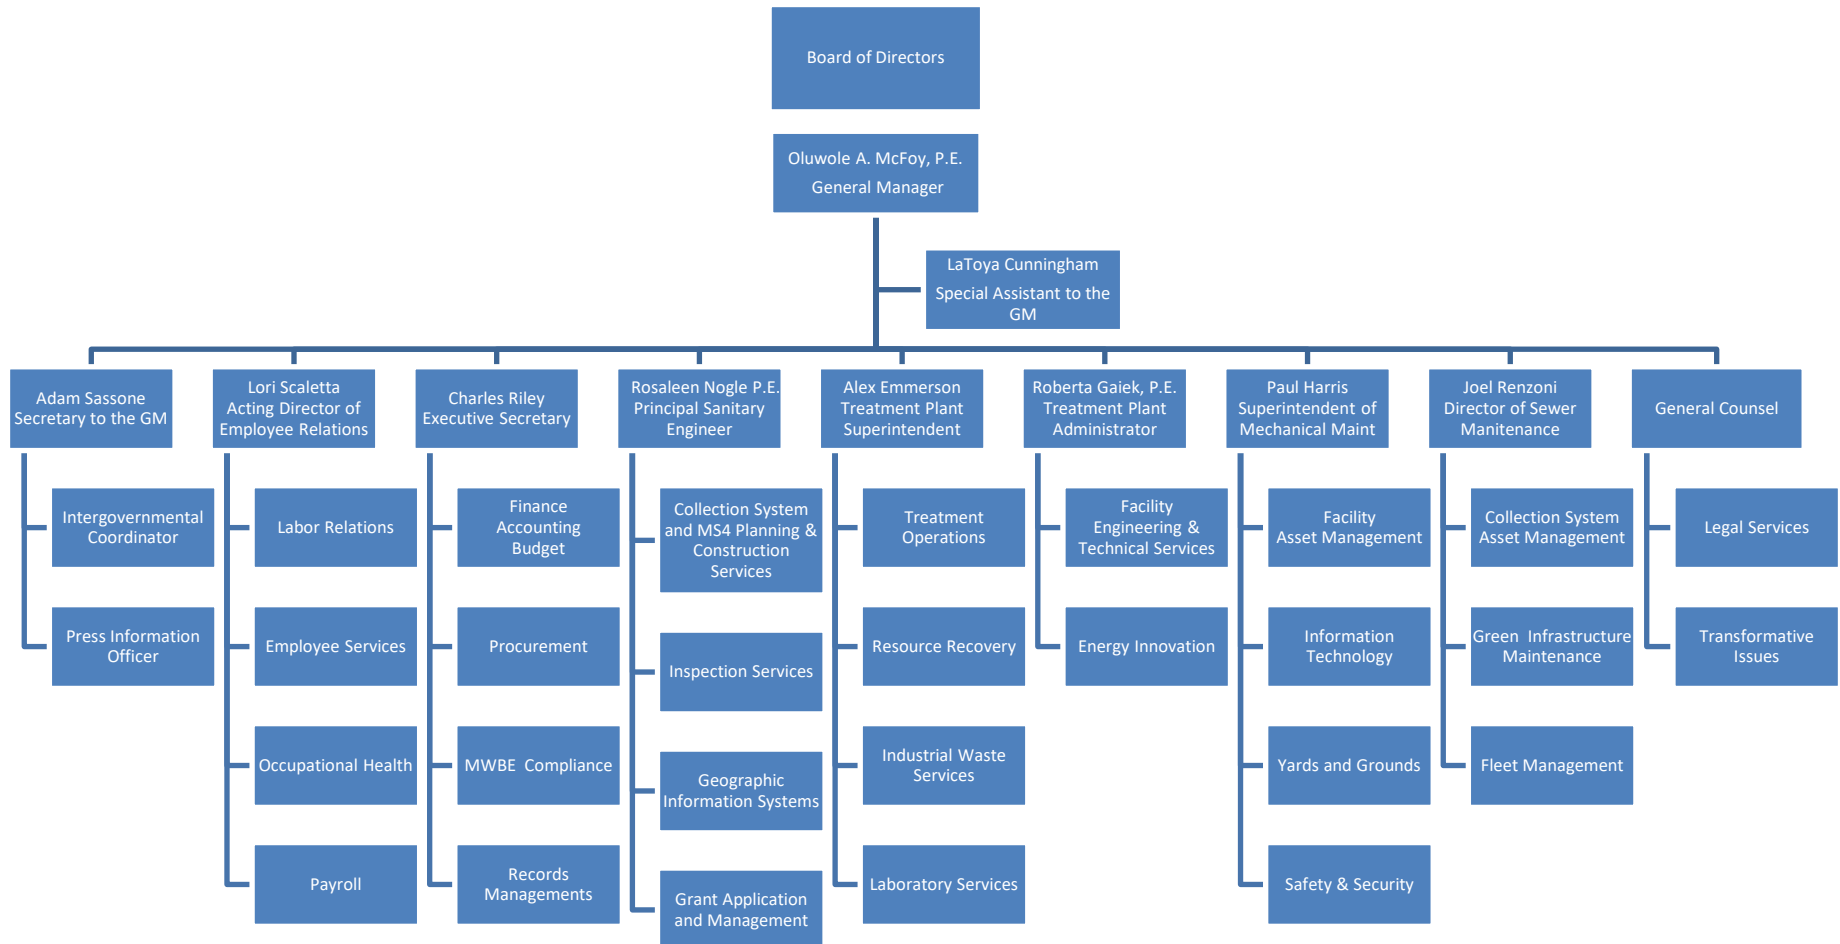 Board of Directors
Oluwole A. McFoy, P.E.
General Manager
LaToya Cunningham
Special Assistant to the
GM
Adam Sassone
Secretary to the GM
Lori Scaletta
Acting Director of
Employee Relations
Charles Riley
Executive Secretary
Rosaleen Nogle P.E.
Principal Sanitary
Engineer
Alex Emmerson
Treatment Plant
Superintendent
Roberta Gaiek, P.E.
Treatment Plant
Administrator
Paul Harris
Superintendent of
Mechanical Maint
Joel Renzoni
Director of Sewer
Manitenance
General Counsel
Intergovernmental
Coordinator
Press Information
Officer
Labor Relations
Employee Services
Occupational Health
Payroll
Finance
Accounting
Budget
Procurement
MWBE Compliance
Records
Managements
Collection System
and MS4 Planning &
Construction
Services
Inspection Services
Geographic
Information Systems
Grant Application
and Management
Treatment
Operations
Resource Recovery
Industrial Waste
Services
Laboratory Services
Facility
Engineering &
Technical Services
Energy Innovation
Facility
Asset Management
Information
Technology
Yards and Grounds
Safety & Security
Collection System
Asset Management
Green Infrastructure
Maintenance
Fleet Management
Legal Services
Transformative
Issues